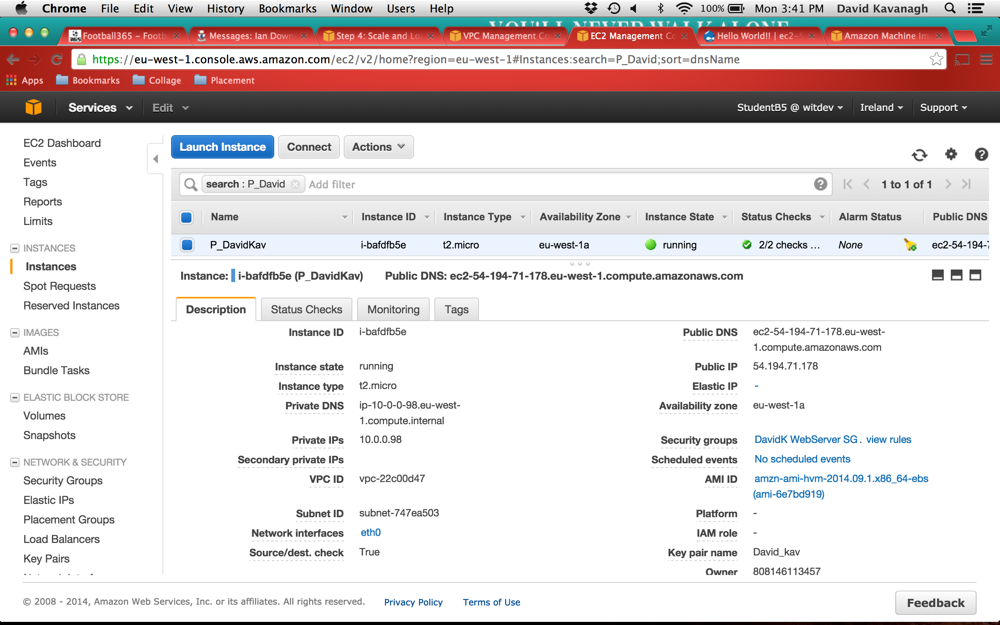 Chrome File Edit View History Bookmarks Window Users Help 100% Mon 3:41 PM David Kavanagh
YOU'LL NEVER WALK ALONE
365 Football365 – Footb Messages: Ian Down Step 4: Scale and Lo VPC Management Co EC2 Management Co Hello World!! | ec2-5 Amazon Machine Im
https://eu-west-1.console.aws.amazon.com/ec2/v2/home?region=eu-west-1#Instances:search=P_David;sort=dnsName
Apps Bookmarks Collage Placement
Services Edit StudentB5 @ witdev Ireland Support
EC2 Dashboard
Events
Tags
Reports
Limits
INSTANCES
Instances
Spot Requests
Reserved Instances
IMAGES
AMIs
Bundle Tasks
ELASTIC BLOCK STORE
Volumes
Snapshots
NETWORK & SECURITY
Security Groups
Elastic IPs
Placement Groups
Load Balancers
Key Pairs
Launch Instance Connect Actions
search : P_David Add filter 1 to 1 of 1
Name Instance ID Instance Type Availability Zone Instance State Status Checks Alarm Status Public DNS
P_DavidKav i-bafdfb5e t2.micro eu-west-1a running 2/2 checks ... None ec2-54-194-7
Instance: i-bafdfb5e (P_DavidKav) Public DNS: ec2-54-194-71-178.eu-west-1.compute.amazonaws.com
Description Status Checks Monitoring Tags
Instance ID i-bafdfb5e
Instance state running
Instance type t2.micro
Private DNS ip-10-0-0-98.eu-west-
1.compute.internal
Private IPs 10.0.0.98
Secondary private IPs
VPC ID vpc-22c00d47
Subnet ID subnet-747ea503
Network interfaces eth0
Source/dest. check True
Public DNS ec2-54-194-71-178.eu-west-
1.compute.amazonaws.com
Public IP 54.194.71.178
Elastic IP -
Availability zone eu-west-1a
Security groups DavidK WebServer SG. view rules
Scheduled events No scheduled events
AMI ID amzn-ami-hvm-2014.09.1.x86_64-ebs
(ami-6e7bd919)
Platform -
IAM role -
Key pair name David_kav
Owner 808146113457
© 2008 - 2014, Amazon Web Services, Inc. or its affiliates. All rights reserved. Privacy Policy Terms of Use
Feedback